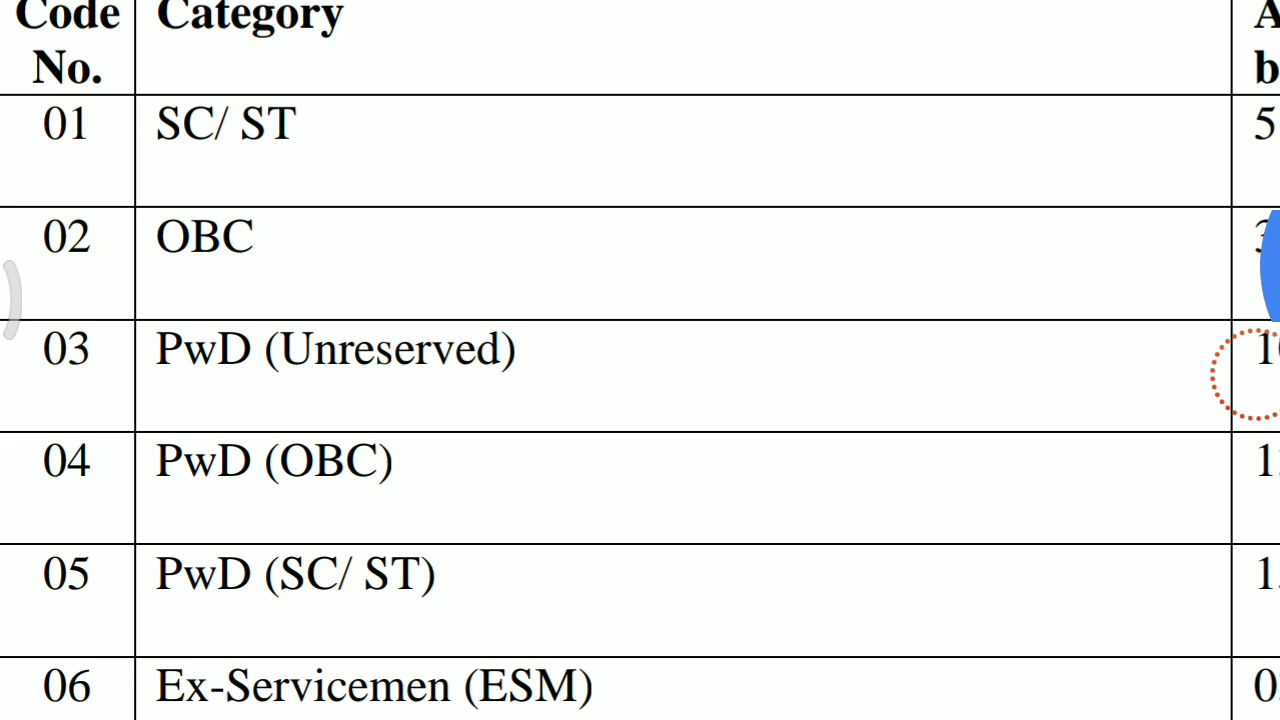 Code No.
Category
01 SC/ ST 5
02 OBC
03 PwD (Unreserved)
04 PwD (OBC)
05 PwD (SC/ ST)
06 Ex-Servicemen (ESM)